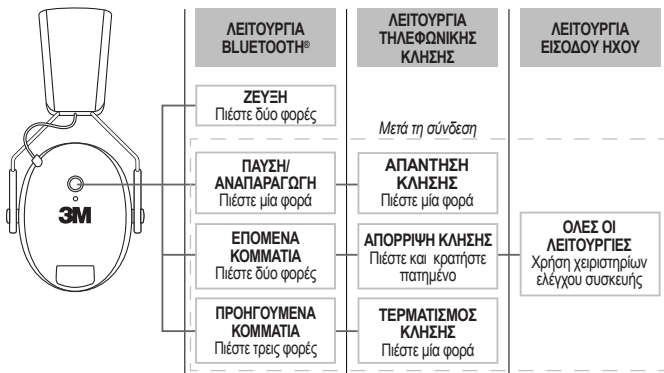 ΛΕΙΤΟΥΡΓΙΑ
BLUETOOTH®
ΛΕΙΤΟΥΡΓΙΑ
ΤΗΛΕΦΩΝΙΚΗΣ
ΚΛΗΣΗΣ
ΛΕΙΤΟΥΡΓΙΑ
ΕΙΣΟΔΟΥ ΗΧΟΥ
ΖΕΥΞΗ
Πιέστε δύο φορές
Μετά τη σύνδεση
ΠΑΥΣΗ/
ΑΝΑΠΑΡΑΓΩΓΗ
Πιέστε μία φορά
ΑΠΑΝΤΗΣΗ
ΚΛΗΣΗΣ
Πιέστε μία φορά
3M
ΕΠΟΜΕΝΑ
ΚΟΜΜΑΤΙΑ
Πιέστε δύο φορές
ΑΠΟΡΡΙΨΗ ΚΛΗΣΗΣ
Πιέστε και κρατήστε
πατημένο
ΟΛΕΣ ΟΙ
ΛΕΙΤΟΥΡΓΙΕΣ
Χρήση χειριστηρίων
ελέγχου συσκευής
ΠΡΟΗΓΟΥΜΕΝΑ
ΚΟΜΜΑΤΙΑ
Πιέστε τρεις φορές
ΤΕΡΜΑΤΙΣΜΟΣ
ΚΛΗΣΗΣ
Πιέστε μία φορά